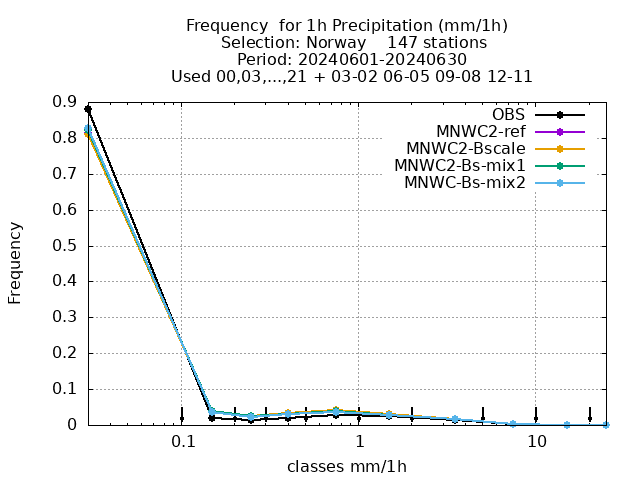 Frequency  for 1h Precipitation (mm/1h)
Selection: Norway    147 stations
Period: 20240601-20240630
Used 00,03,...,21 + 03-02 06-05 09-08 12-11
OBS
MNWC2-ref
MNWC2-Bscale
MNWC2-Bs-mix1
MNWC-Bs-mix2
Frequency
0.9
0.8
0.7
0.6
0.5
0.4
0.3
0.2
0.1
0
0.1 1 10
classes mm/1h